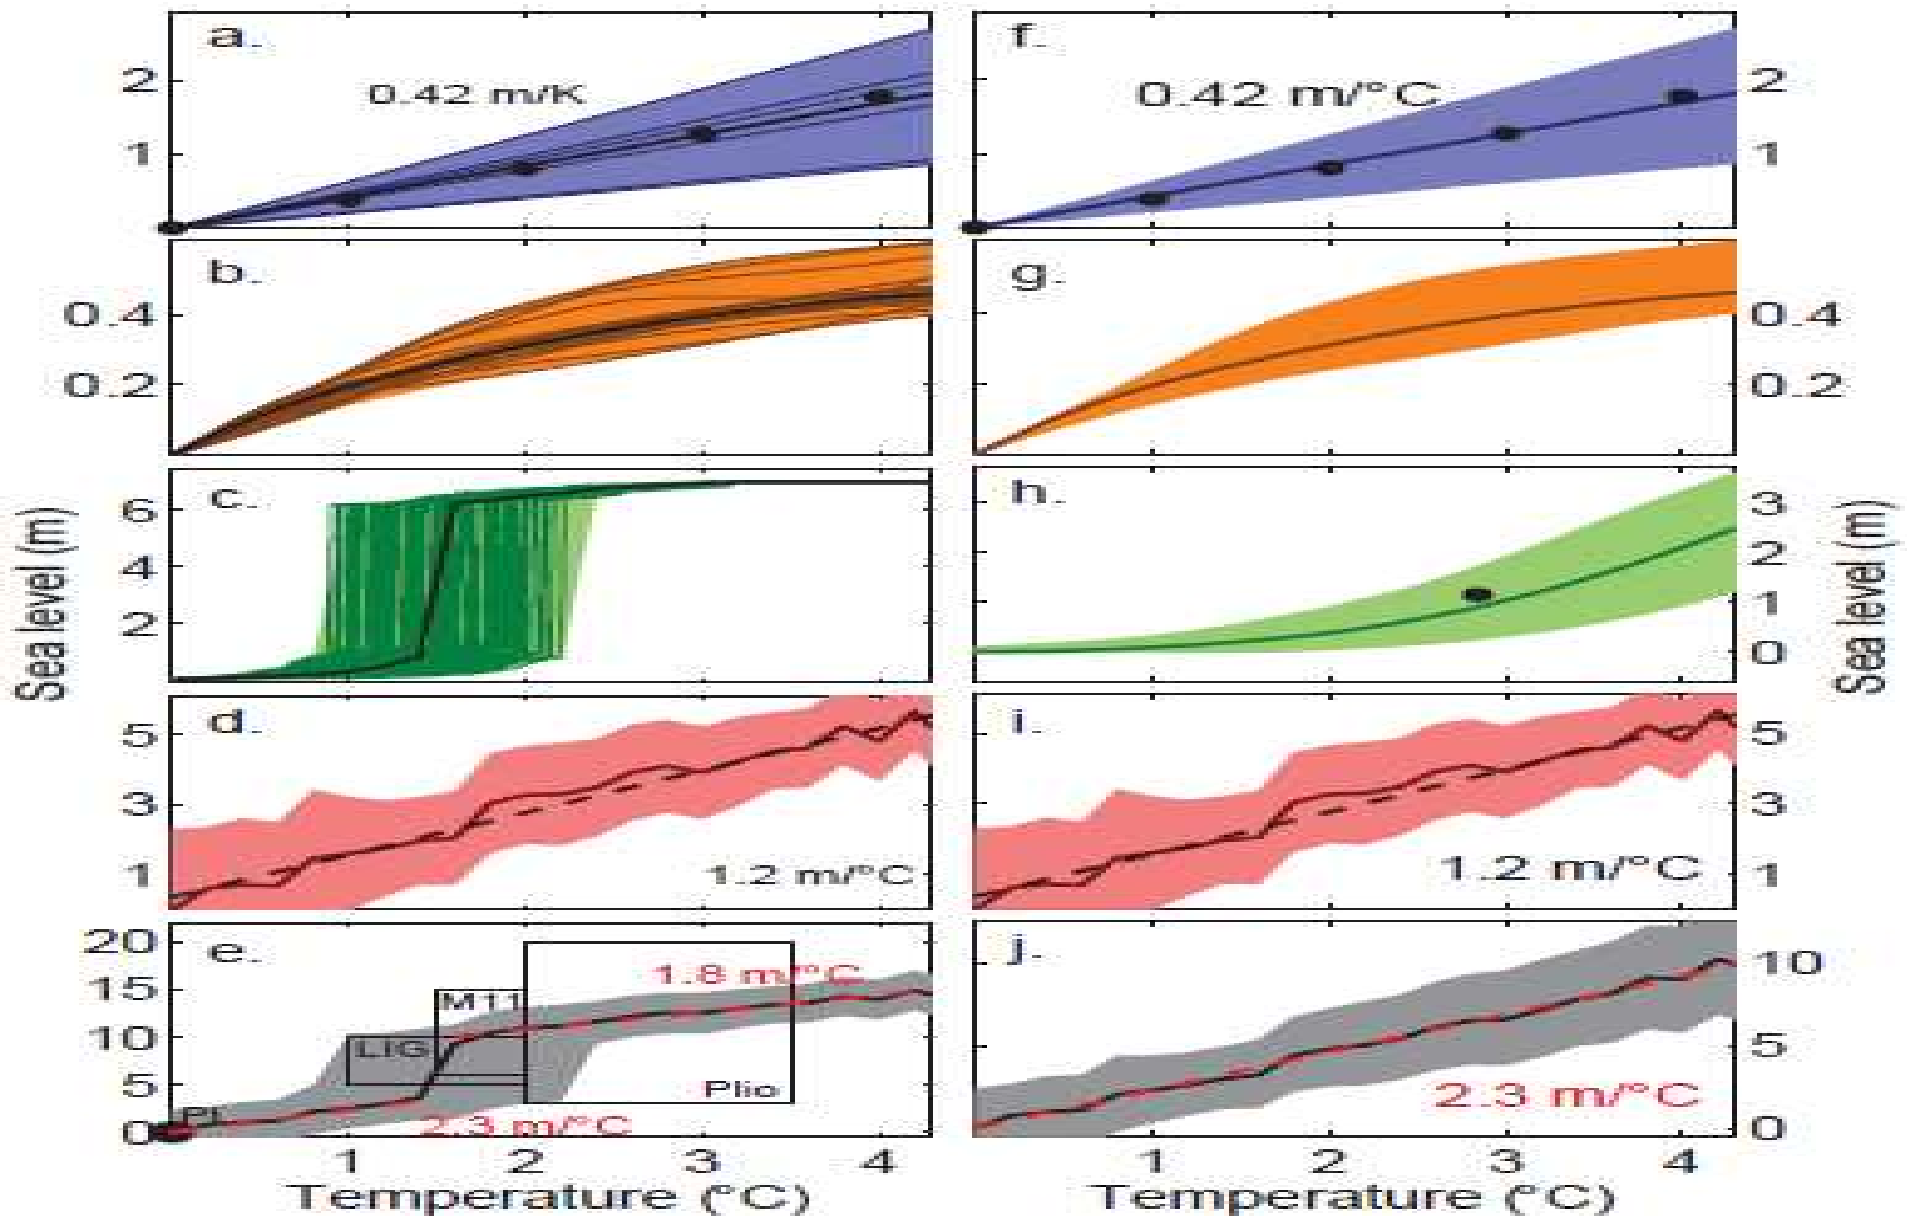 a.
f.
2
0.42 m/K
0.42 m/°C
2
1
1
b.
g.
0.4
0.4
0.2
0.2
c.
h.
6
3
4
2
2
1
0
Sea level (m)
Sea level (m)
d.
i.
5
5
3
3
1
1.2 m/°C
1.2 m/°C
1
20
e.
j.
1.8 m/°C
10
15
M11
10
LIG
5
5
Plio
2.3 m/°C
PI
0
2.3 m/°C
0
1
2
3
4
1
2
3
4
Temperature (°C)
Temperature (°C)